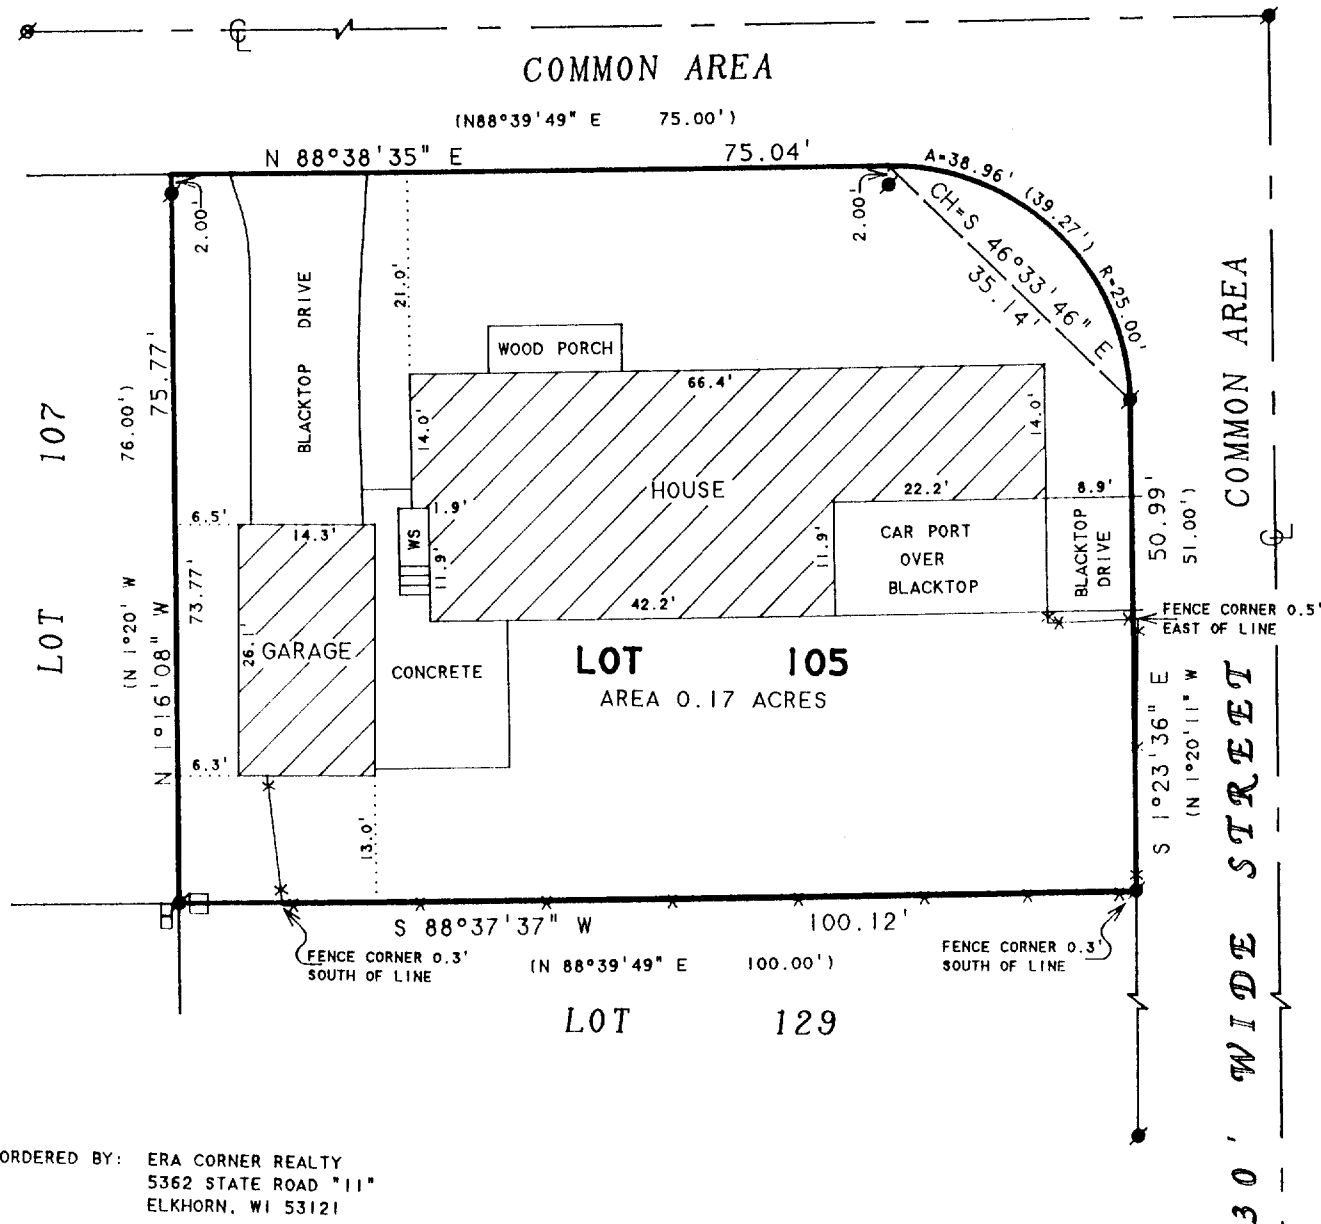 COMMON AREA
(N88°39'49" E 75.00')
N 88°38'35" E 75.04'
A=38.96' (39.27') R=25.00'
CH=S 46°33'46" E
35.14'
2.00'
2.00'
21.0'
BLACKTOP DRIVE
WOOD PORCH
66.4'
14.0'
14.0'
HOUSE
22.2'
8.9'
1.9'
WS
11.9'
11.9'
CAR PORT
OVER
BLACKTOP
BLACKTOP
DRIVE
42.2'
6.5'
14.3'
26.1'
GARAGE
CONCRETE
6.3'
13.0'
LOT 105
AREA 0.17 ACRES
LOT 107
(N 1°20' W 76.00')
N 1°16'08" W 75.77'
73.77'
COMMON AREA
50.99'
51.00')
S 1°23'36" E
(N 1°20'11" W
FENCE CORNER 0.5'
EAST OF LINE
30' WIDE STREET
S 88°37'37" W 100.12'
(N 88°39'49" E 100.00')
FENCE CORNER 0.3'
SOUTH OF LINE
FENCE CORNER 0.3'
SOUTH OF LINE
LOT 129
ORDERED BY: ERA CORNER REALTY
5362 STATE ROAD "11"
ELKHORN, WI 53121